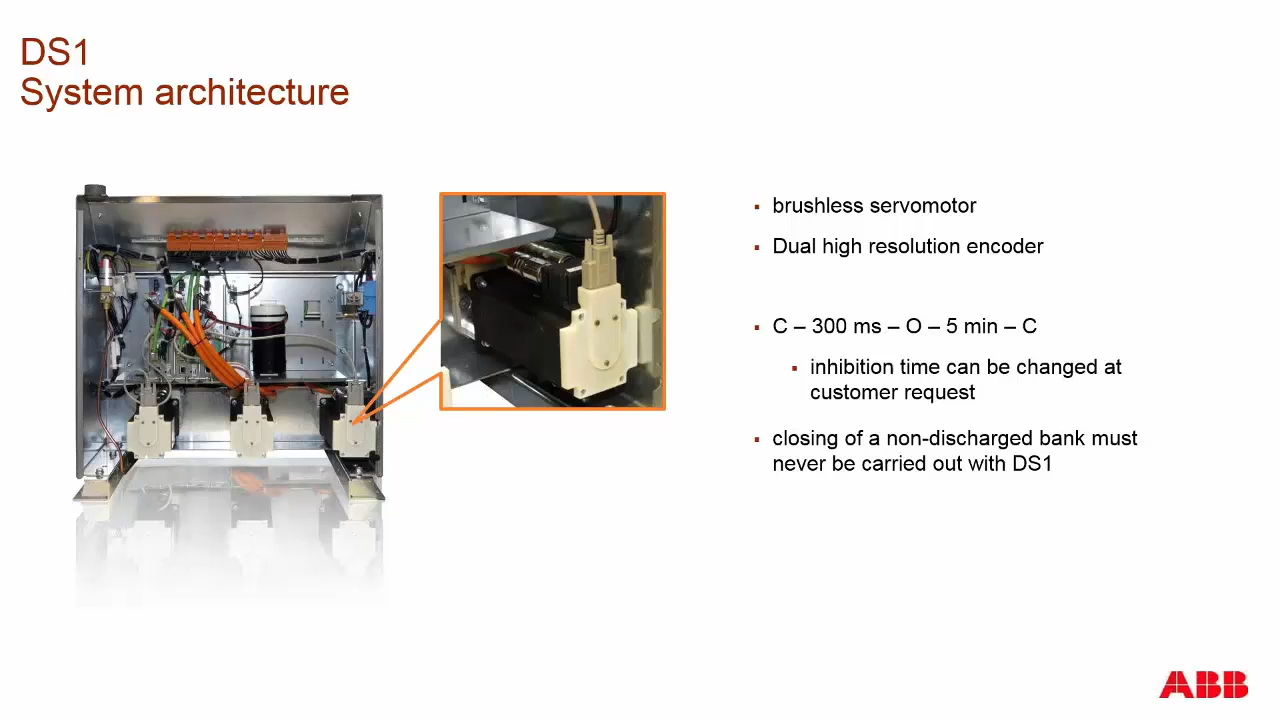 DS1
System architecture
▪ brushless servomotor
▪ Dual high resolution encoder
▪ C – 300 ms – O – 5 min – C
▪ inhibition time can be changed at
customer request
▪ closing of a non-discharged bank must
never be carried out with DS1
ABB